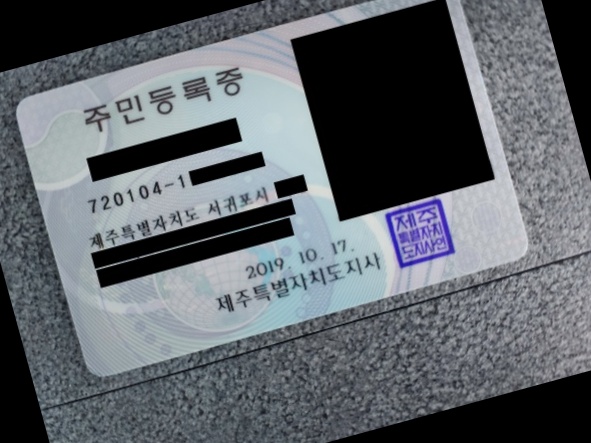 주민등록증
720104-1
제주특별자치도 서귀포시
2019. 10. 17.
제주특별자치도지사
제주
특별자치
도지사인